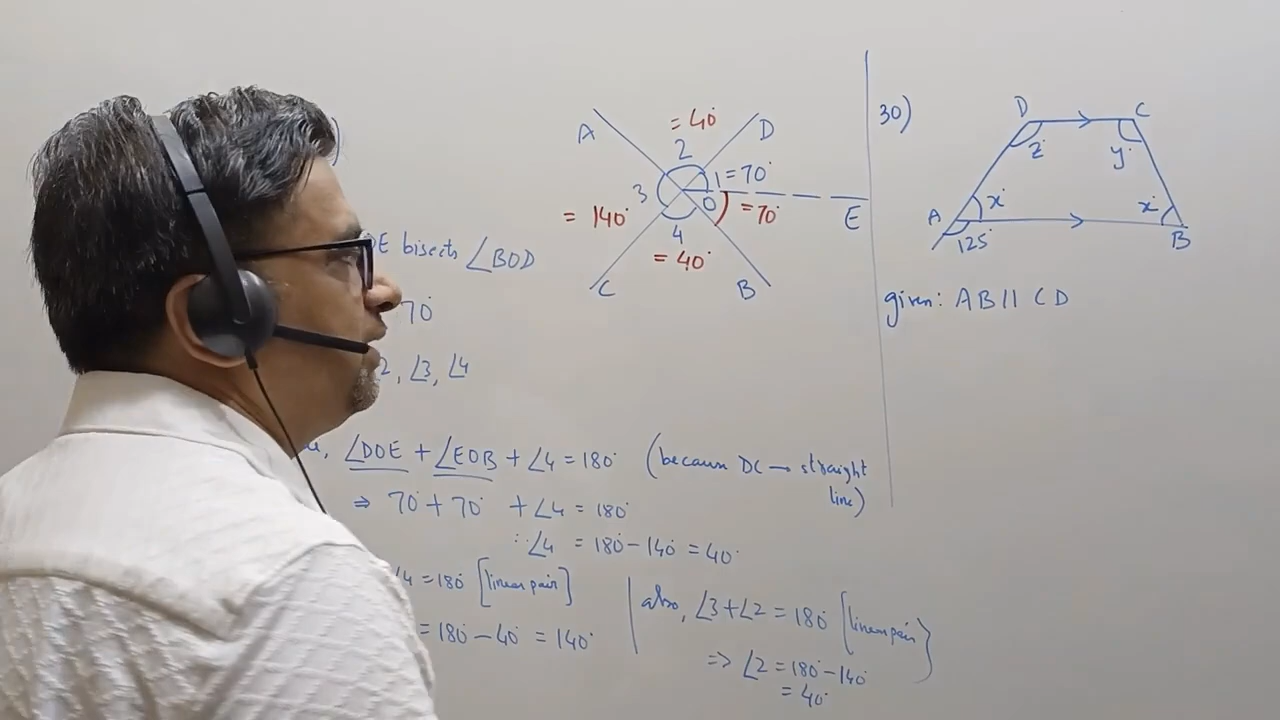 E bisects ∠BOD
70°
2, ∠3, ∠4
∠DOE + ∠EOB + ∠4 = 180° (because DC → straight line)
⇒ 70° + 70° + ∠4 = 180°
∴ ∠4 = 180° − 140° = 40°
∠4 = 180° [linear pair]
= 180° − 40° = 140°
also, ∠3 + ∠2 = 180° [linear pair}
=> ∠2 = 180° − 140°
= 40°
A
D
= 40°
2
1 = 70°
3
= 140°
O
= 70°
E
4
= 40°
C
B
30)
D
C
z°
y°
x°
x°
A
B
125°
given: AB || CD